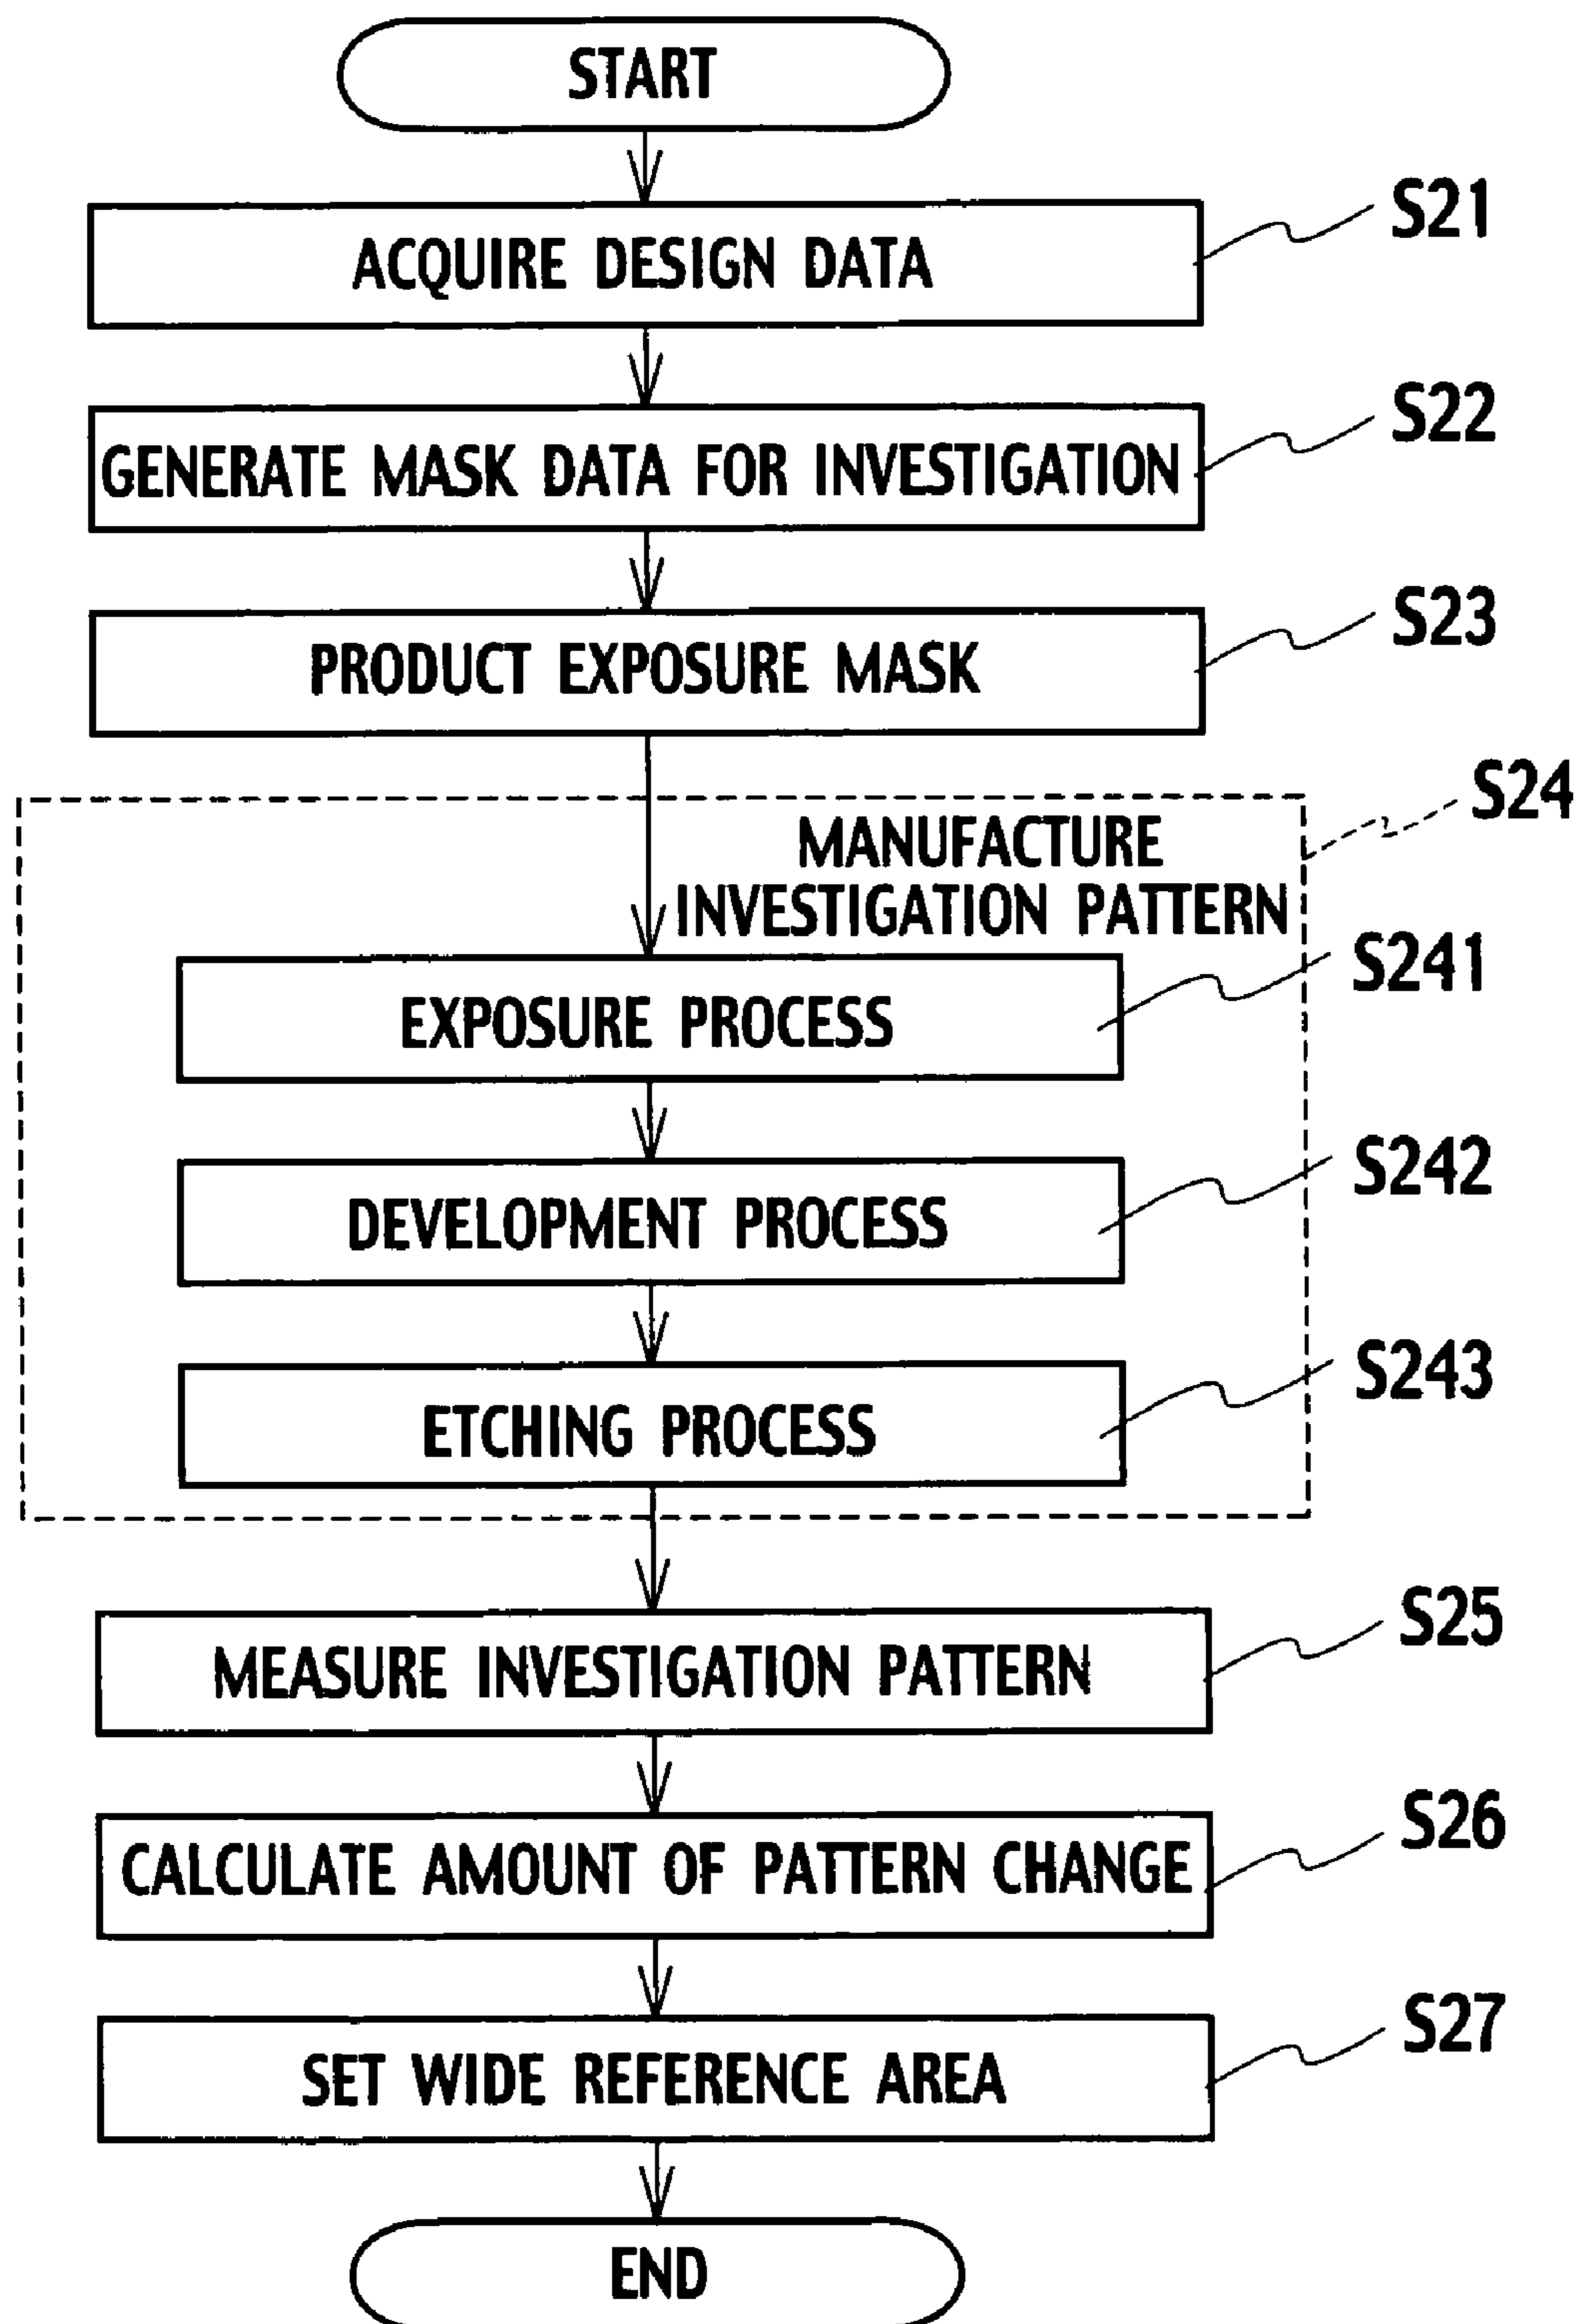 START
ACQUIRE DESIGN DATA
S21
GENERATE MASK DATA FOR INVESTIGATION
S22
PRODUCT EXPOSURE MASK
S23
S24
MANUFACTURE
INVESTIGATION PATTERN
EXPOSURE PROCESS
S241
DEVELOPMENT PROCESS
S242
ETCHING PROCESS
S243
MEASURE INVESTIGATION PATTERN
S25
CALCULATE AMOUNT OF PATTERN CHANGE
S26
SET WIDE REFERENCE AREA
S27
END